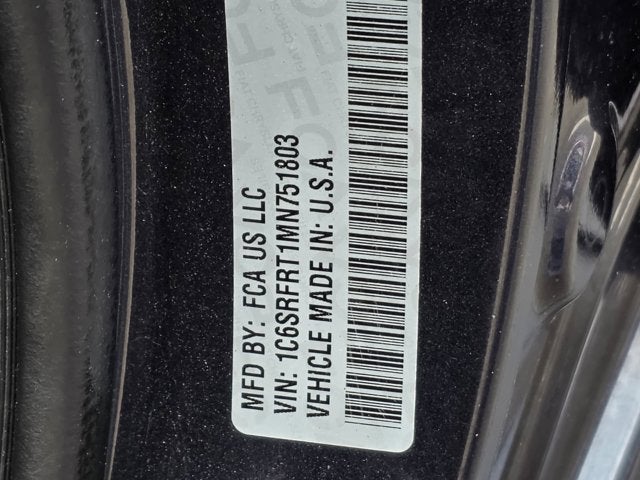 MFD BY: FCA US LLC
VIN: 1C6SRFRT1MN751803
VEHICLE MADE IN: U.S.A.